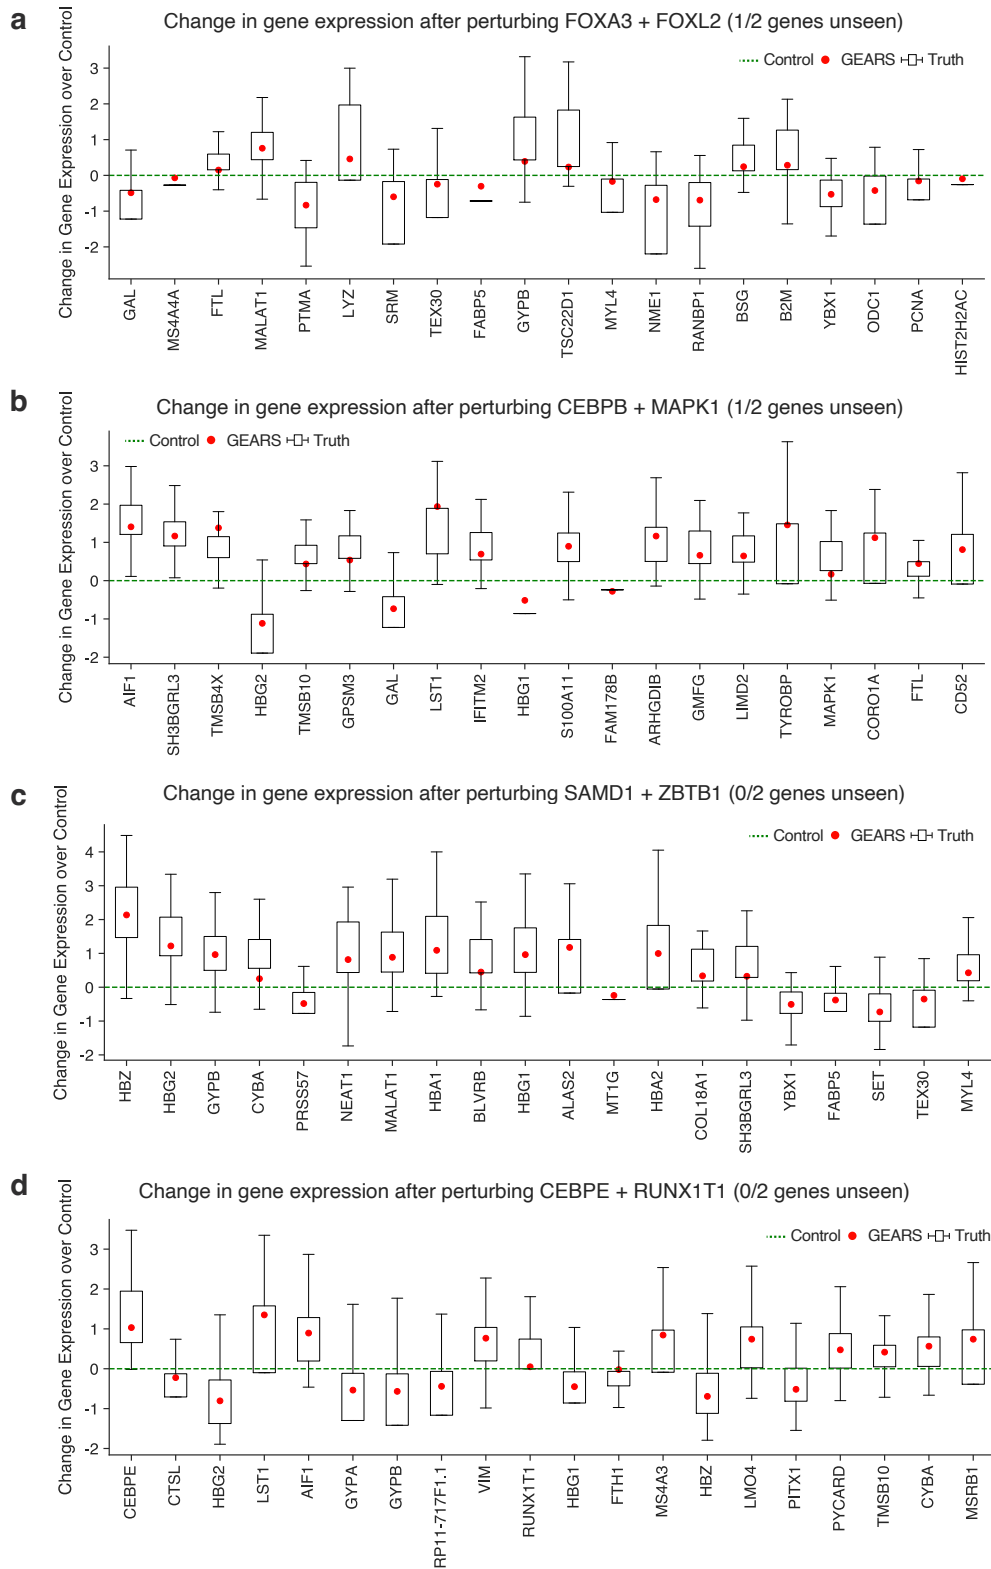 a
Change in gene expression after perturbing FOXA3 + FOXL2 (1/2 genes unseen)
Control GEARS Truth
Change in Gene Expression over Control
3
2
1
0
-1
-2
GAL MS4A4A FTL MALAT1 PTMA LYZ SRM TEX30 FABP5 GYPB TSC22D1 MYL4 NME1 RANBP1 BSG B2M YBX1 ODC1 PCNA HIST2H2AC
b
Change in gene expression after perturbing CEBPB + MAPK1 (1/2 genes unseen)
Control GEARS Truth
Change in Gene Expression over Control
3
2
1
0
-1
-2
AIF1 SH3BGRL3 TMSB4X HBG2 TMSB10 GPSM3 GAL LST1 IFITM2 HBG1 S100A11 FAM178B ARHGDIB GMFG LIMD2 TYROBP MAPK1 CORO1A FTL CD52
c
Change in gene expression after perturbing SAMD1 + ZBTB1 (0/2 genes unseen)
Control GEARS Truth
Change in Gene Expression over Control
4
3
2
1
0
-1
-2
HBZ HBG2 GYPB CYBA PRSS57 NEAT1 MALAT1 HBA1 BLVRB HBG1 ALAS2 MT1G HBA2 COL18A1 SH3BGRL3 YBX1 FABP5 SET TEX30 MYL4
d
Change in gene expression after perturbing CEBPE + RUNX1T1 (0/2 genes unseen)
Control GEARS Truth
Change in Gene Expression over Control
3
2
1
0
-1
-2
CEBPE CTSL HBG2 LST1 AIF1 GYPA GYPB RP11-717F1.1 VIM RUNX1T1 HBG1 FTH1 MS4A3 HBZ LMO4 PITX1 PYCARD TMSB10 CYBA MSRB1